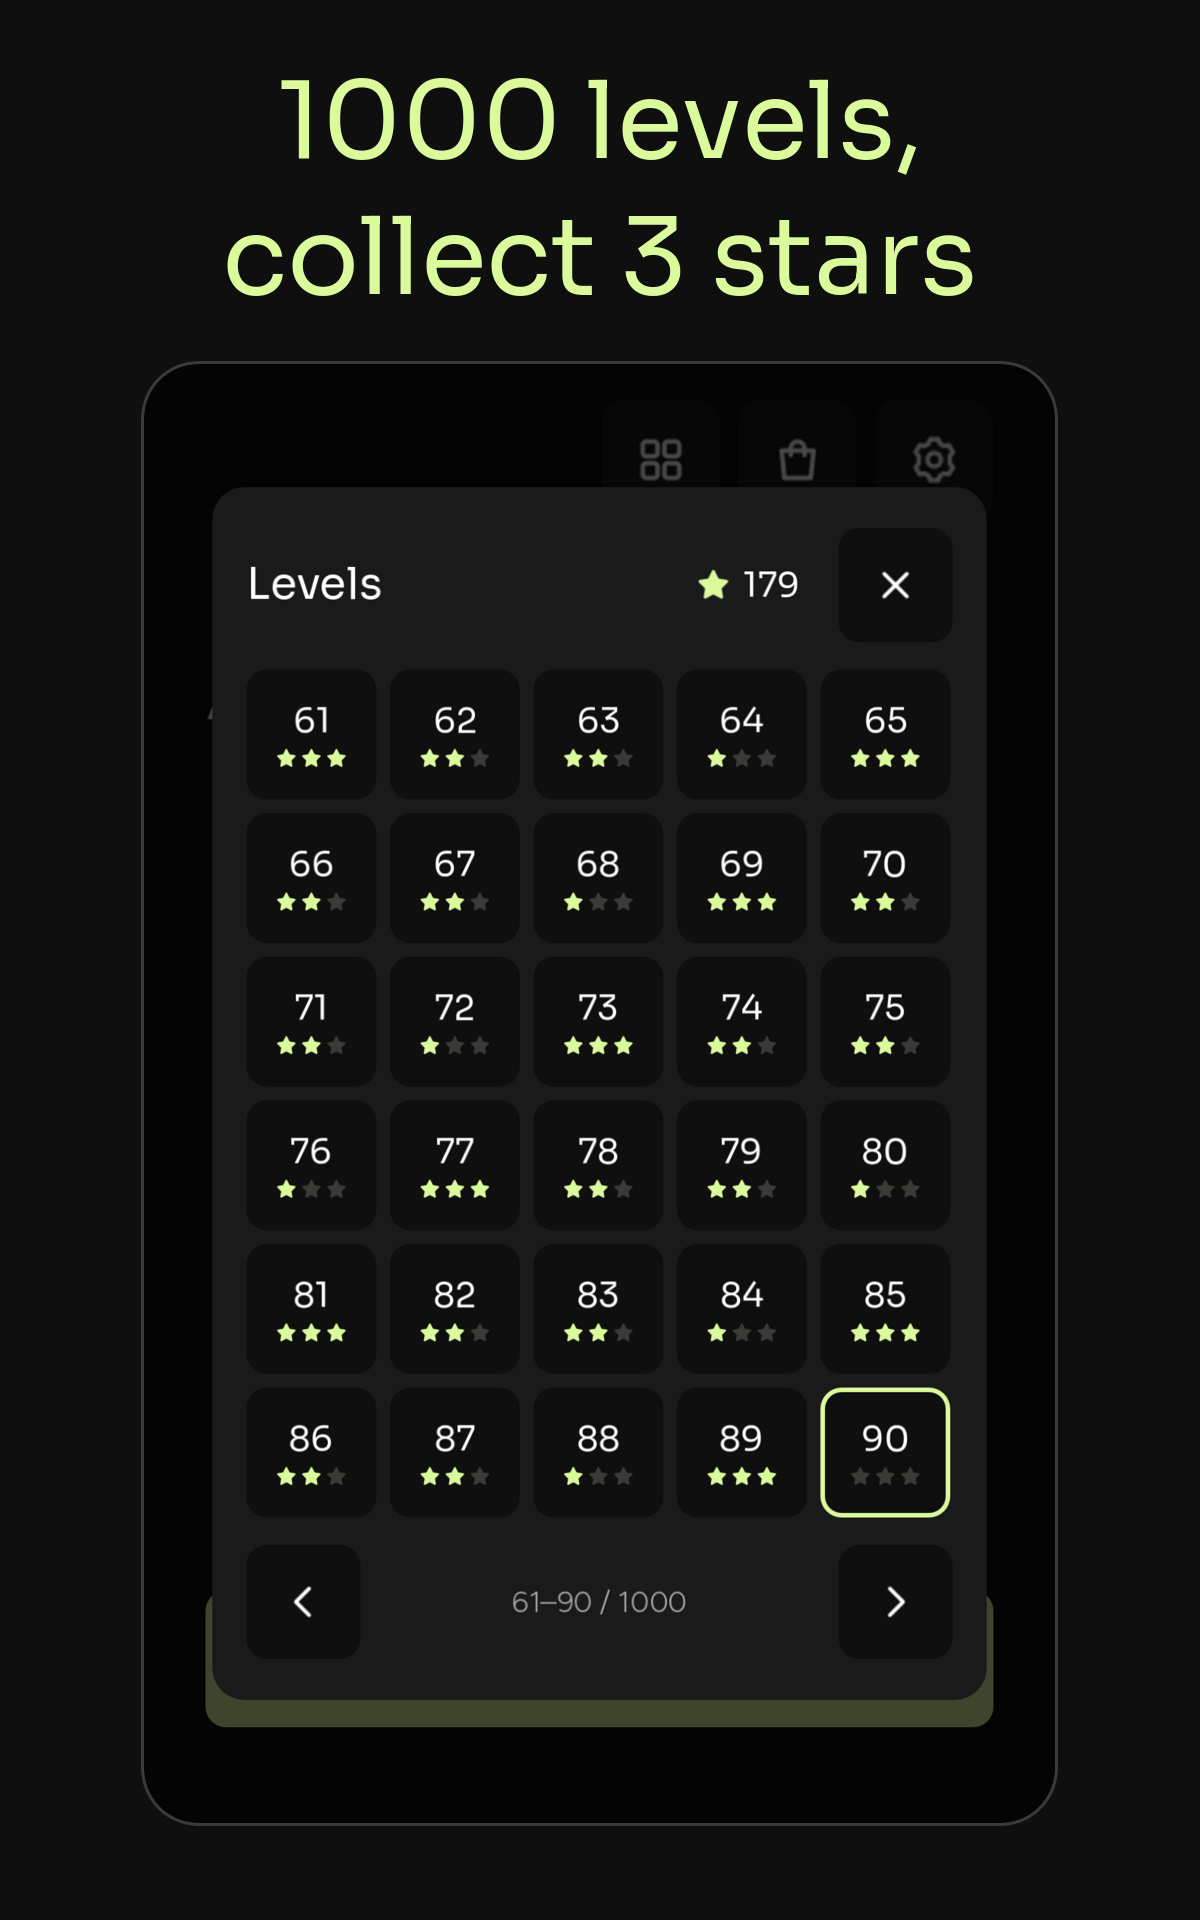 1000 levels,
collect 3 stars
Levels 179
61 62 63 64 65
66 67 68 69 70
71 72 73 74 75
76 77 78 79 80
81 82 83 84 85
86 87 88 89 90
61–90 / 1000